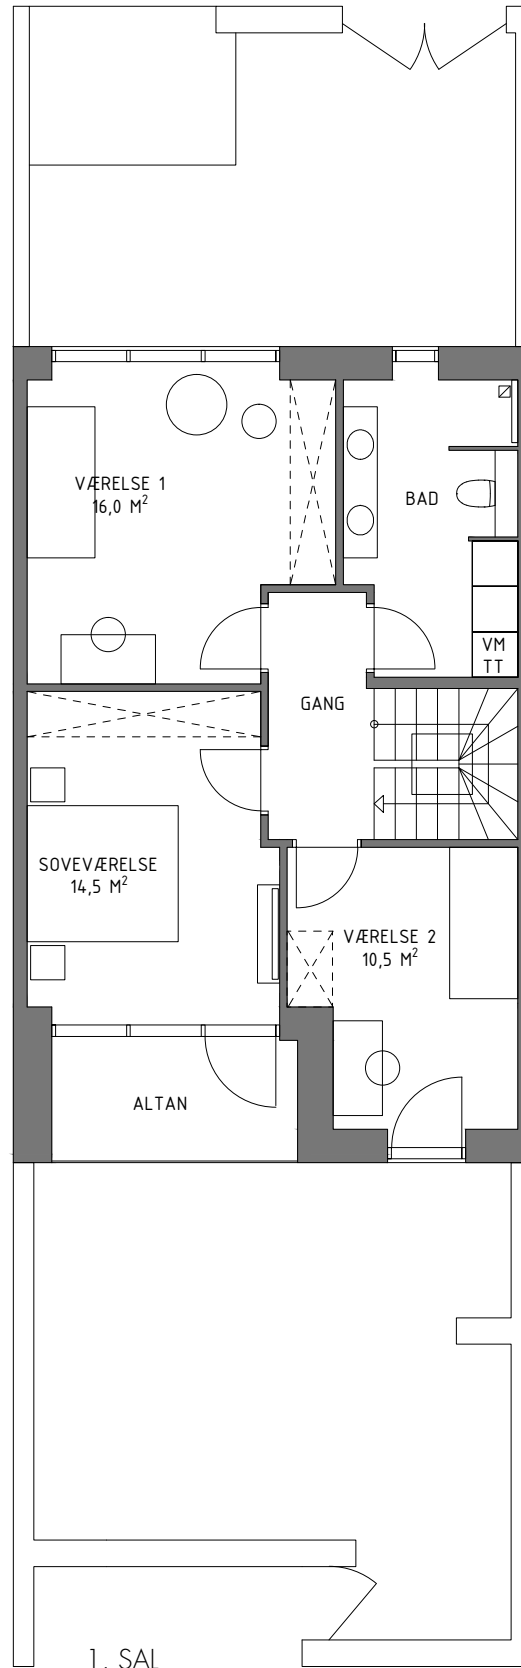 VÆRELSE 1
16,0 M²
BAD
VM
TT
GANG
SOVEVÆRELSE
14,5 M²
VÆRELSE 2
10,5 M²
ALTAN
1. SAL